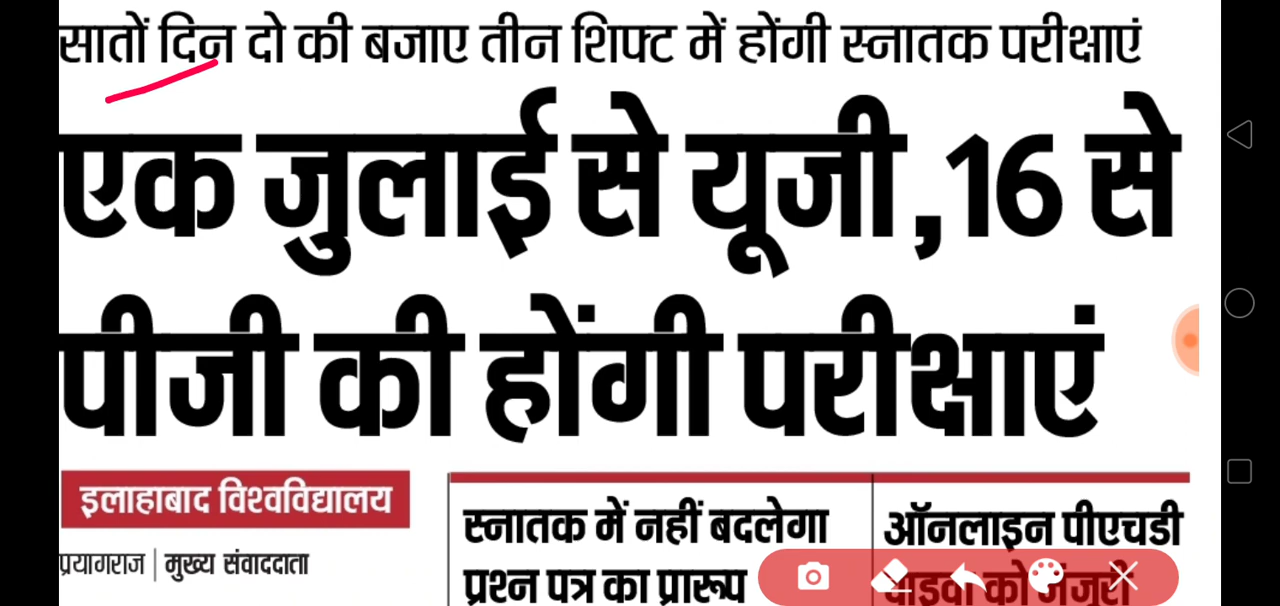 सातों दिन दो की बजाए तीन शिफ्ट में होंगी स्नातक परीक्षाएं
एक जुलाई से यूजी,16 से
पीजी की होंगी परीक्षाएं
इलाहाबाद विश्वविद्यालय
प्रयागराज | मुख्य संवाददाता
स्नातक में नहीं बदलेगा
प्रश्न पत्र का प्रारूप
ऑनलाइन पीएचडी
वाइवा को मंजूरी